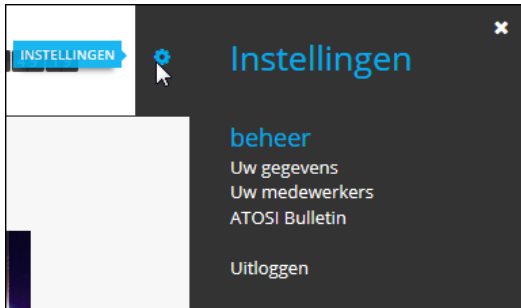 INSTELLINGEN
Instellingen
beheer
Uw gegevens
Uw medewerkers
ATOSI Bulletin
Uitloggen